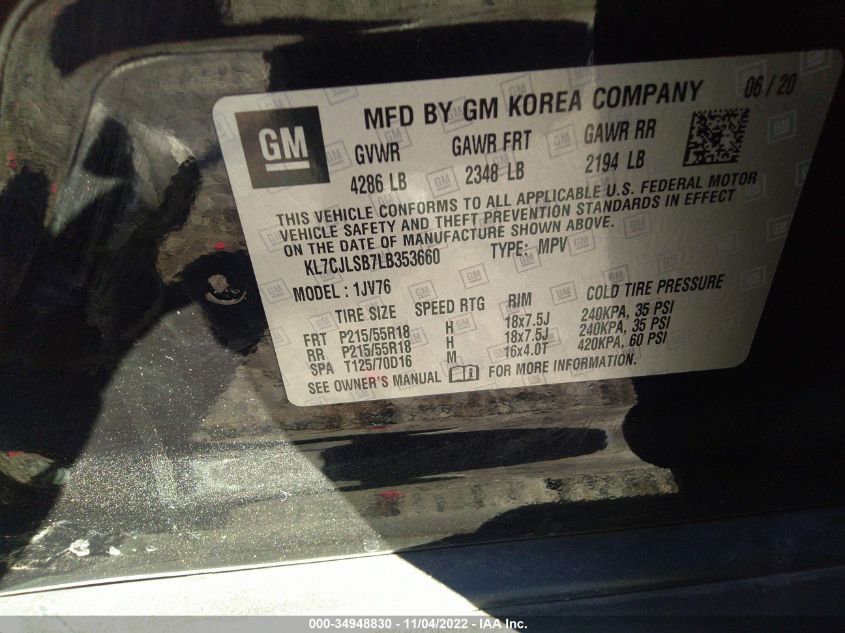 GM
MFD BY GM KOREA COMPANY 06/20
GVWR GAWR FRT GAWR RR
4286 LB 2348 LB 2194 LB
THIS VEHICLE CONFORMS TO ALL APPLICABLE U.S. FEDERAL MOTOR
VEHICLE SAFETY AND THEFT PREVENTION STANDARDS IN EFFECT
ON THE DATE OF MANUFACTURE SHOWN ABOVE.
KL7CJLSB7LB353660 TYPE: MPV
MODEL: 1JV76
TIRE SIZE SPEED RTG RIM COLD TIRE PRESSURE
FRT P215/55R18 H 18x7.5J 240KPA, 35 PSI
RR P215/55R18 H 18x7.5J 240KPA, 35 PSI
SPA T125/70D16 M 16x4.0T 420KPA, 60 PSI
SEE OWNER'S MANUAL FOR MORE INFORMATION.
000-34948830 - 11/04/2022 - IAA Inc.